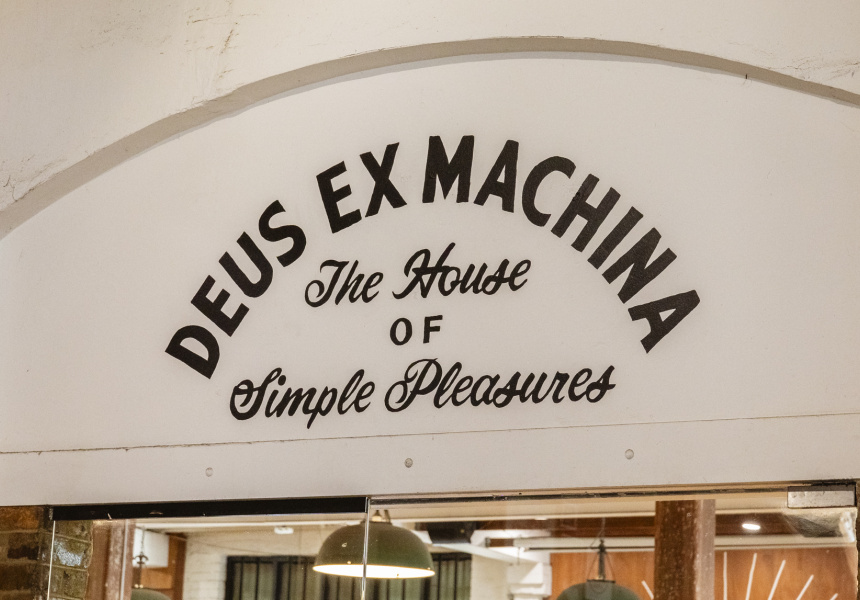 DEUS EX MACHINA
The House
OF
Simple Pleasures